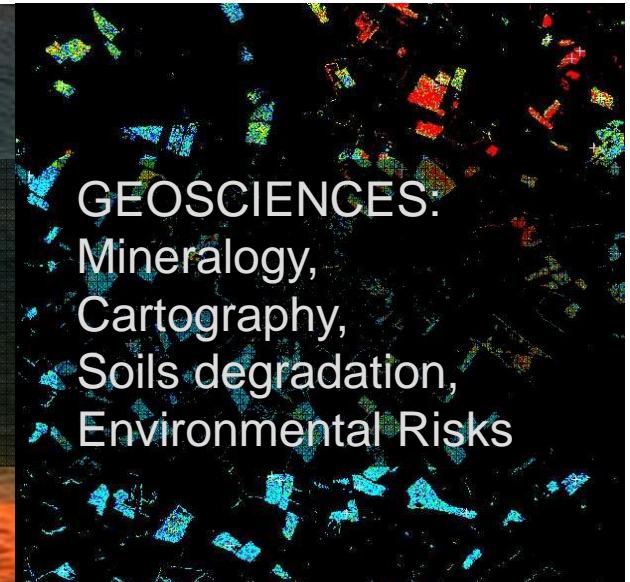 GEOSCIENCES:
Mineralogy,
Cartography,
Soils degradation,
Environmental Risks